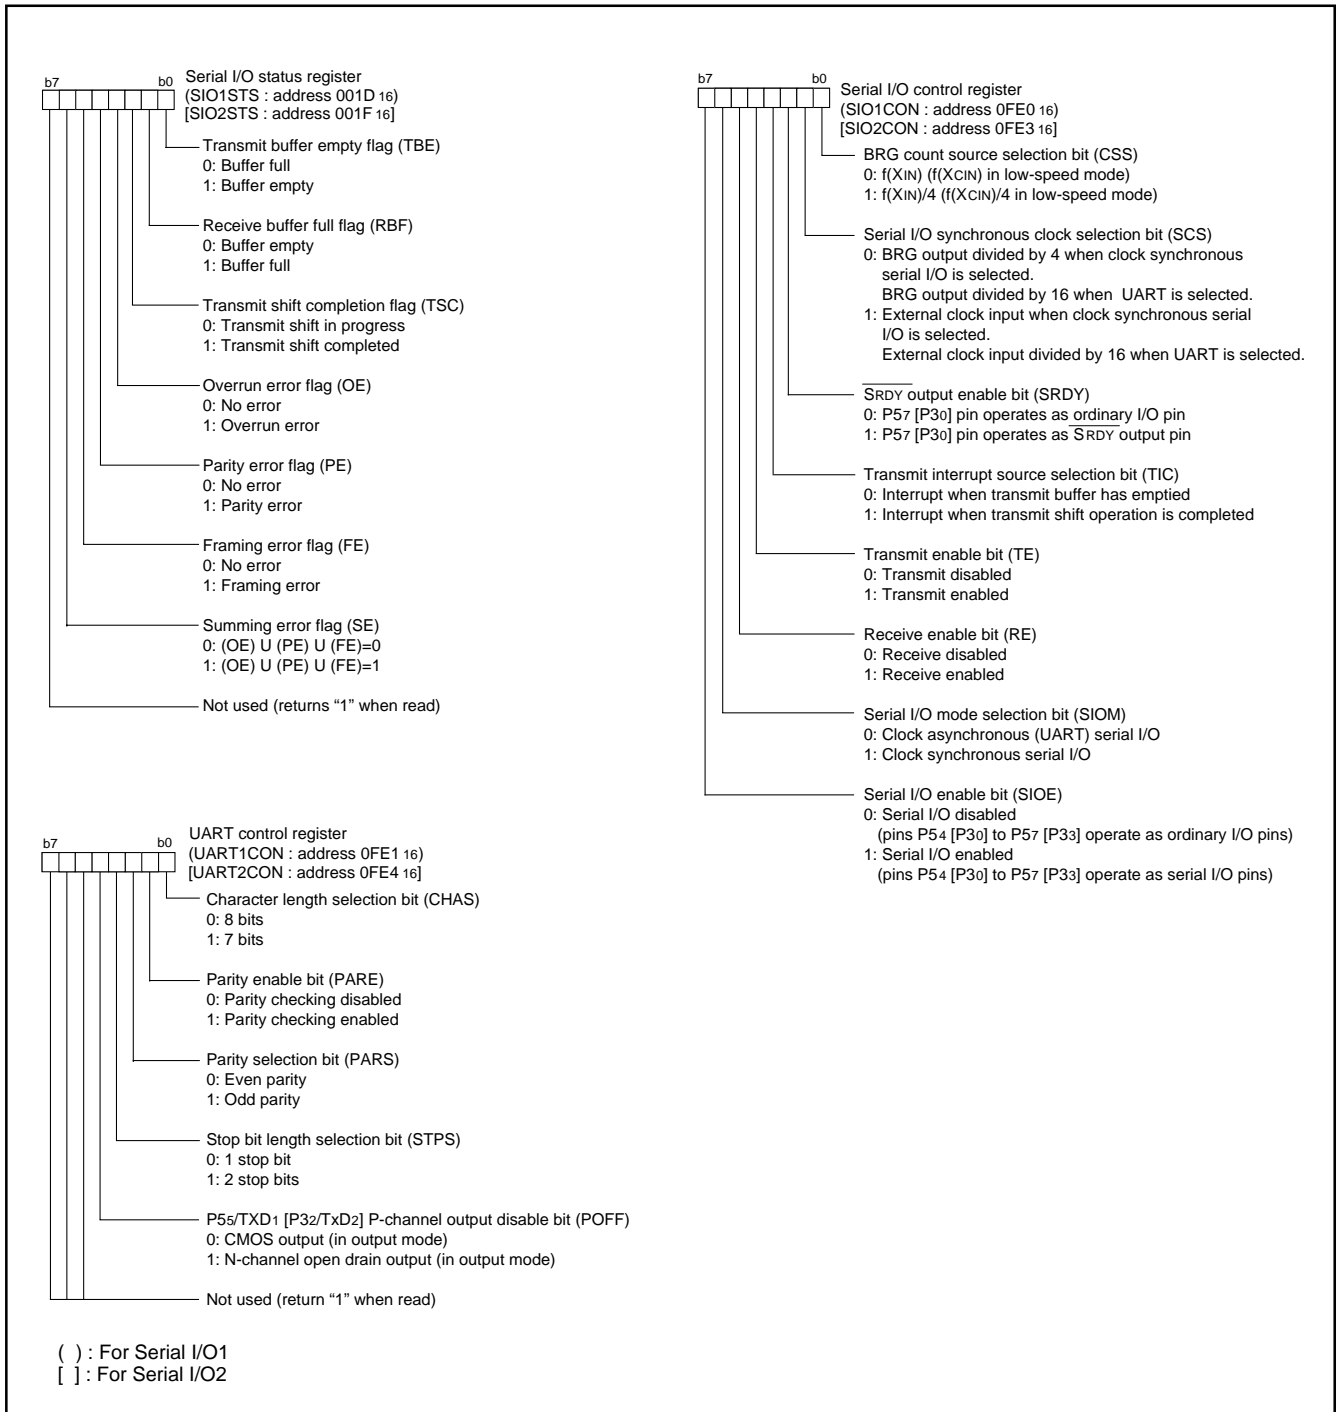 b7 b0
Serial I/O status register
(SIO1STS : address 001D 16)
[SIO2STS : address 001F 16]
Transmit buffer empty flag (TBE)
0: Buffer full
1: Buffer empty
Receive buffer full flag (RBF)
0: Buffer empty
1: Buffer full
Transmit shift completion flag (TSC)
0: Transmit shift in progress
1: Transmit shift completed
Overrun error flag (OE)
0: No error
1: Overrun error
Parity error flag (PE)
0: No error
1: Parity error
Framing error flag (FE)
0: No error
1: Framing error
Summing error flag (SE)
0: (OE) U (PE) U (FE)=0
1: (OE) U (PE) U (FE)=1
Not used (returns “1” when read)
b7 b0
UART control register
(UART1CON : address 0FE1 16)
[UART2CON : address 0FE4 16]
Character length selection bit (CHAS)
0: 8 bits
1: 7 bits
Parity enable bit (PARE)
0: Parity checking disabled
1: Parity checking enabled
Parity selection bit (PARS)
0: Even parity
1: Odd parity
Stop bit length selection bit (STPS)
0: 1 stop bit
1: 2 stop bits
P55/TXD1 [P32/TxD2] P-channel output disable bit (POFF)
0: CMOS output (in output mode)
1: N-channel open drain output (in output mode)
Not used (return “1” when read)
( ) : For Serial I/O1
[ ] : For Serial I/O2
b7 b0
Serial I/O control register
(SIO1CON : address 0FE0 16)
[SIO2CON : address 0FE3 16]
BRG count source selection bit (CSS)
0: f(XIN) (f(XCIN) in low-speed mode)
1: f(XIN)/4 (f(XCIN)/4 in low-speed mode)
Serial I/O synchronous clock selection bit (SCS)
0: BRG output divided by 4 when clock synchronous
serial I/O is selected.
BRG output divided by 16 when UART is selected.
1: External clock input when clock synchronous serial
I/O is selected.
External clock input divided by 16 when UART is selected.
SRDY output enable bit (SRDY)
0: P57 [P30] pin operates as ordinary I/O pin
1: P57 [P30] pin operates as SRDY output pin
Transmit interrupt source selection bit (TIC)
0: Interrupt when transmit buffer has emptied
1: Interrupt when transmit shift operation is completed
Transmit enable bit (TE)
0: Transmit disabled
1: Transmit enabled
Receive enable bit (RE)
0: Receive disabled
1: Receive enabled
Serial I/O mode selection bit (SIOM)
0: Clock asynchronous (UART) serial I/O
1: Clock synchronous serial I/O
Serial I/O enable bit (SIOE)
0: Serial I/O disabled
(pins P54 [P30] to P57 [P33] operate as ordinary I/O pins)
1: Serial I/O enabled
(pins P54 [P30] to P57 [P33] operate as serial I/O pins)